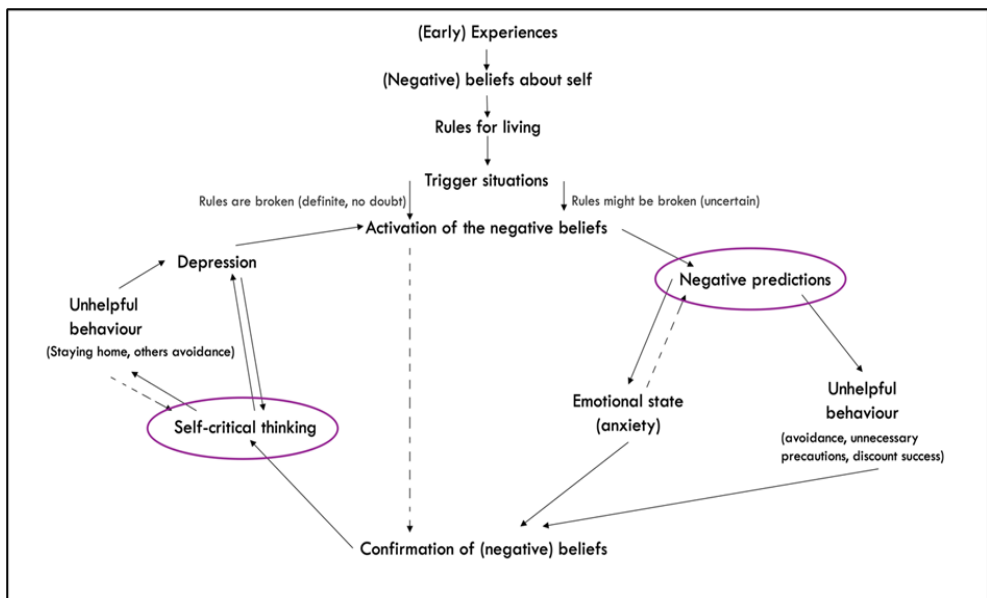 (Early) Experiences
(Negative) beliefs about self
Rules for living
Trigger situations
Rules are broken (definite, no doubt)
Rules might be broken (uncertain)
Activation of the negative beliefs
Depression
Negative predictions
Unhelpful
behaviour
(Staying home, others avoidance)
Self-critical thinking
Emotional state
(anxiety)
Unhelpful
behaviour
(avoidance, unnecessary
precautions, discount success)
Confirmation of (negative) beliefs